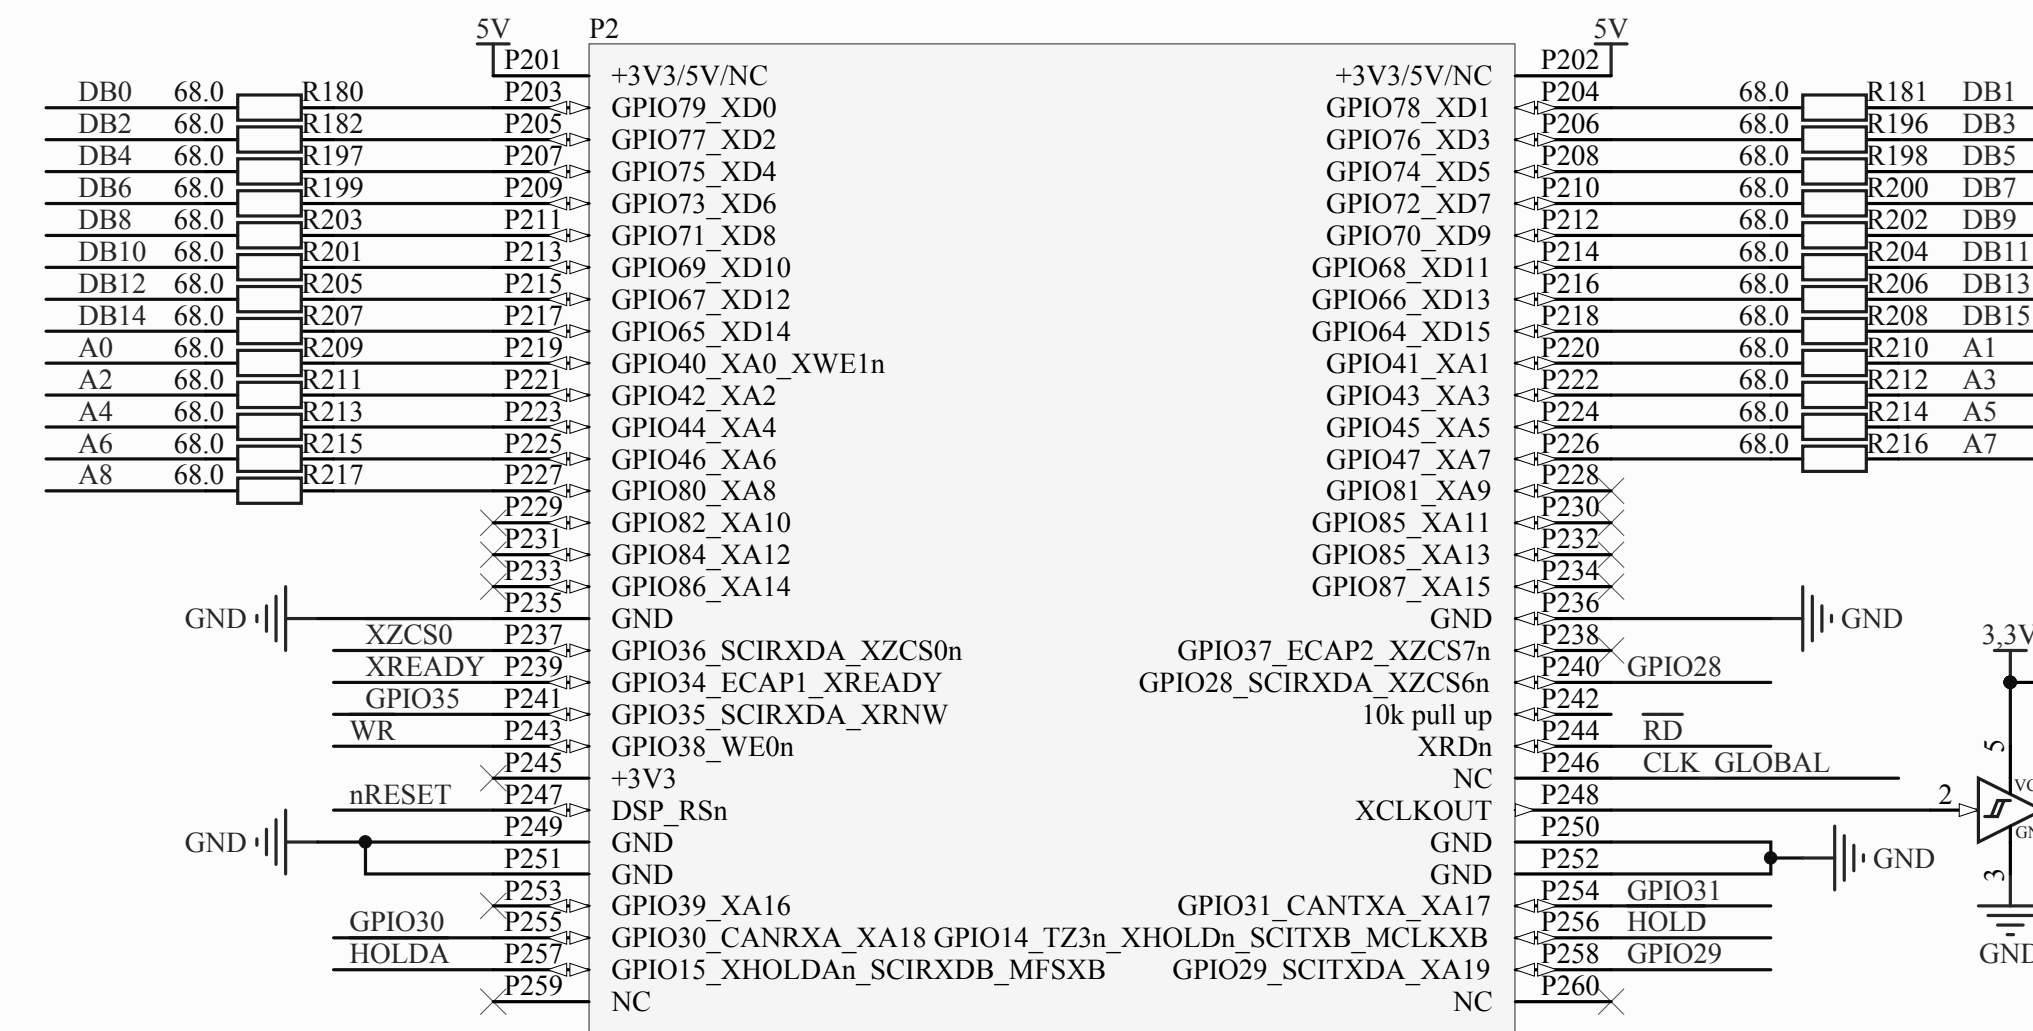 5V P2 5V
P201 +3V3/5V/NC +3V3/5V/NC P202
DB0 68.0 R180 P203 GPIO79_XD0 GPIO78_XD1 P204 68.0 R181 DB1
DB2 68.0 R182 P205 GPIO77_XD2 GPIO76_XD3 P206 68.0 R196 DB3
DB4 68.0 R197 P207 GPIO75_XD4 GPIO74_XD5 P208 68.0 R198 DB5
DB6 68.0 R199 P209 GPIO73_XD6 GPIO72_XD7 P210 68.0 R200 DB7
DB8 68.0 R203 P211 GPIO71_XD8 GPIO70_XD9 P212 68.0 R202 DB9
DB10 68.0 R201 P213 GPIO69_XD10 GPIO68_XD11 P214 68.0 R204 DB11
DB12 68.0 R205 P215 GPIO67_XD12 GPIO66_XD13 P216 68.0 R206 DB13
DB14 68.0 R207 P217 GPIO65_XD14 GPIO64_XD15 P218 68.0 R208 DB15
A0 68.0 R209 P219 GPIO40_XA0_XWE1n GPIO41_XA1 P220 68.0 R210 A1
A2 68.0 R211 P221 GPIO42_XA2 GPIO43_XA3 P222 68.0 R212 A3
A4 68.0 R213 P223 GPIO44_XA4 GPIO45_XA5 P224 68.0 R214 A5
A6 68.0 R215 P225 GPIO46_XA6 GPIO47_XA7 P226 68.0 R216 A7
A8 68.0 R217 P227 GPIO80_XA8 GPIO81_XA9 P228
P229 GPIO82_XA10 GPIO85_XA11 P230
P231 GPIO84_XA12 GPIO85_XA13 P232
P233 GPIO86_XA14 GPIO87_XA15 P234
GND P235 GND GND P236 GND
XZCS0 P237 GPIO36_SCIRXDA_XZCS0n GPIO37_ECAP2_XZCS7n P238 3,3V
XREADY P239 GPIO34_ECAP1_XREADY GPIO28_SCIRXDA_XZCS6n P240 GPIO28
GPIO35 P241 GPIO35_SCIRXDA_XRNW 10k pull up P242
WR P243 GPIO38_WE0n XRDn P244 RD 5
P245 +3V3 NC P246 CLK_GLOBAL
nRESET P247 DSP_RSn XCLKOUT P248 2
GND P249 GND GND P250
P251 GND GND P252 GND 3
P253 GPIO39_XA16 GPIO31_CANTXA_XA17 P254 GPIO31
GPIO30 P255 GPIO30_CANRXA_XA18 GPIO14_TZ3n_XHOLDn_SCITXB_MCLKXB P256 HOLD
HOLDA P257 GPIO15_XHOLDAn_SCIRXDB_MFSXB GPIO29_SCITXDA_XA19 P258 GPIO29 GND
P259 NC NC P260